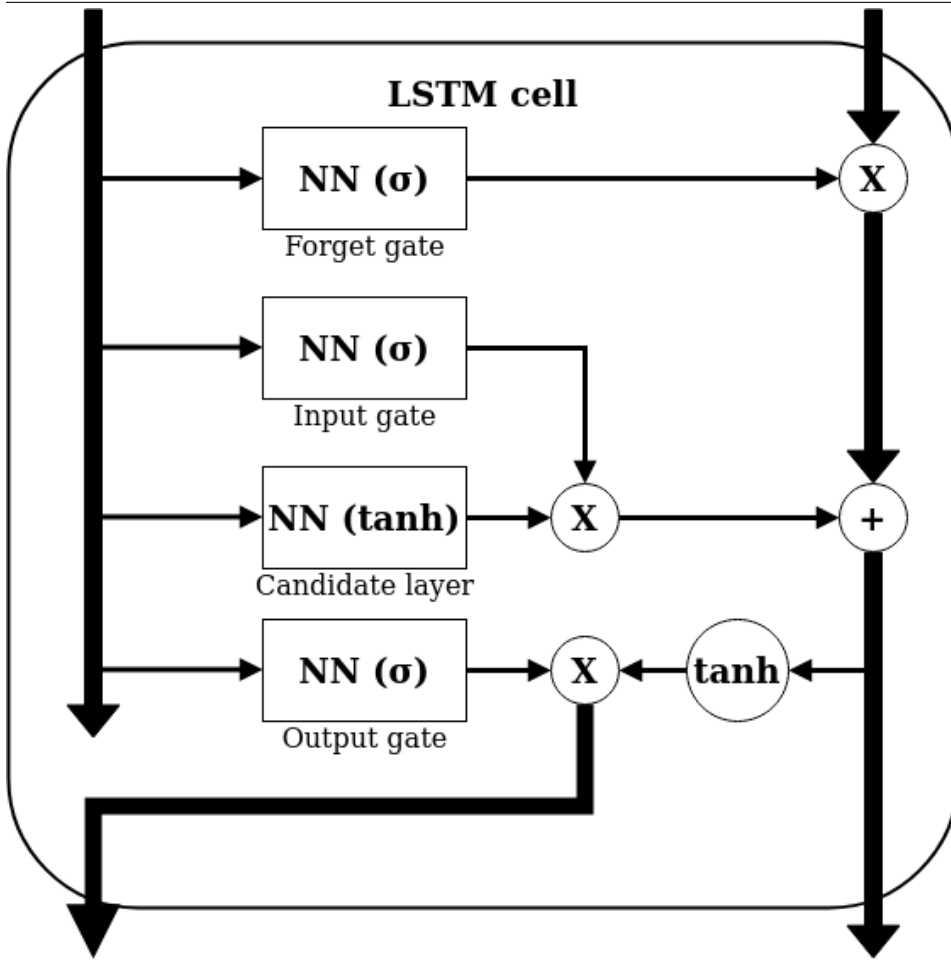 LSTM cell
NN (σ)
X
Forget gate
NN (σ)
Input gate
NN (tanh)
X
+
Candidate layer
NN (σ)
X
tanh
Output gate